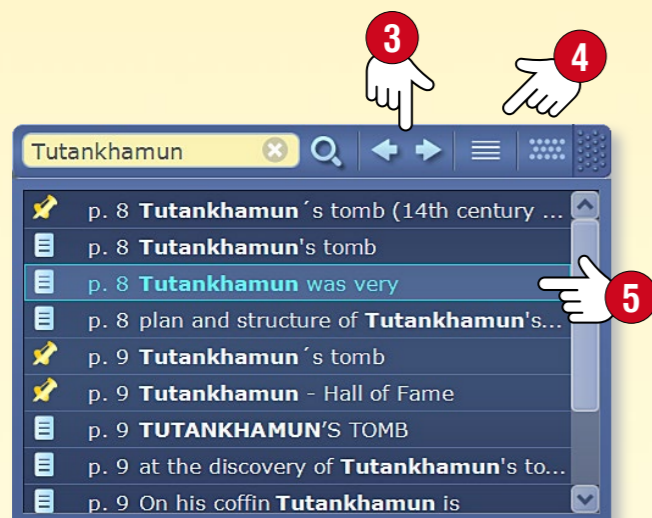 3
4
Tutankhamun
p. 8 Tutankhamun´s tomb (14th century ...
p. 8 Tutankhamun's tomb
p. 8 Tutankhamun was very
5
p. 8 plan and structure of Tutankhamun's...
p. 9 Tutankhamun´s tomb
p. 9 Tutankhamun - Hall of Fame
p. 9 TUTANKHAMUN’S TOMB
p. 9 at the discovery of Tutankhamun's to...
p. 9 On his coffin Tutankhamun is